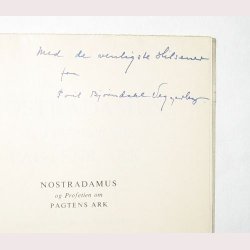 Med de venligste Hilsener
fra
Poul Bjørndahl Veggerby
NOSTRADAMUS
og Profetien om
PAGTENS ARK